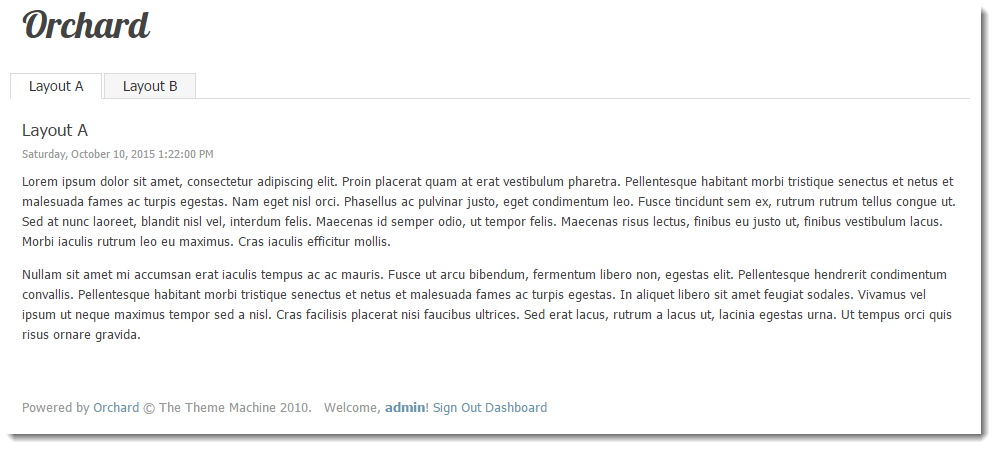 Orchard
Layout A
Layout B
Layout A
Saturday, October 10, 2015 1:22:00 PM
Lorem ipsum dolor sit amet, consectetur adipiscing elit. Proin placerat quam at erat vestibulum pharetra. Pellentesque habitant morbi tristique senectus et netus et
malesuada fames ac turpis egestas. Nam eget nisl orci. Phasellus ac pulvinar justo, eget condimentum leo. Fusce tincidunt sem ex, rutrum rutrum tellus congue ut.
Sed at nunc laoreet, blandit nisl vel, interdum felis. Maecenas id semper odio, ut tempor felis. Maecenas risus lectus, finibus eu justo ut, finibus vestibulum lacus.
Morbi iaculis rutrum leo eu maximus. Cras iaculis efficitur mollis.
Nullam sit amet mi accumsan erat iaculis tempus ac ac mauris. Fusce ut arcu bibendum, fermentum libero non, egestas elit. Pellentesque hendrerit condimentum
convallis. Pellentesque habitant morbi tristique senectus et netus et malesuada fames ac turpis egestas. In aliquet libero sit amet feugiat sodales. Vivamus vel
ipsum ut neque maximus tempor sed a nisl. Cras facilisis placerat nisi faucibus ultrices. Sed erat lacus, rutrum a lacus ut, lacinia egestas urna. Ut tempus orci quis
risus ornare gravida.
Powered by Orchard © The Theme Machine 2010. Welcome, admin! Sign Out Dashboard